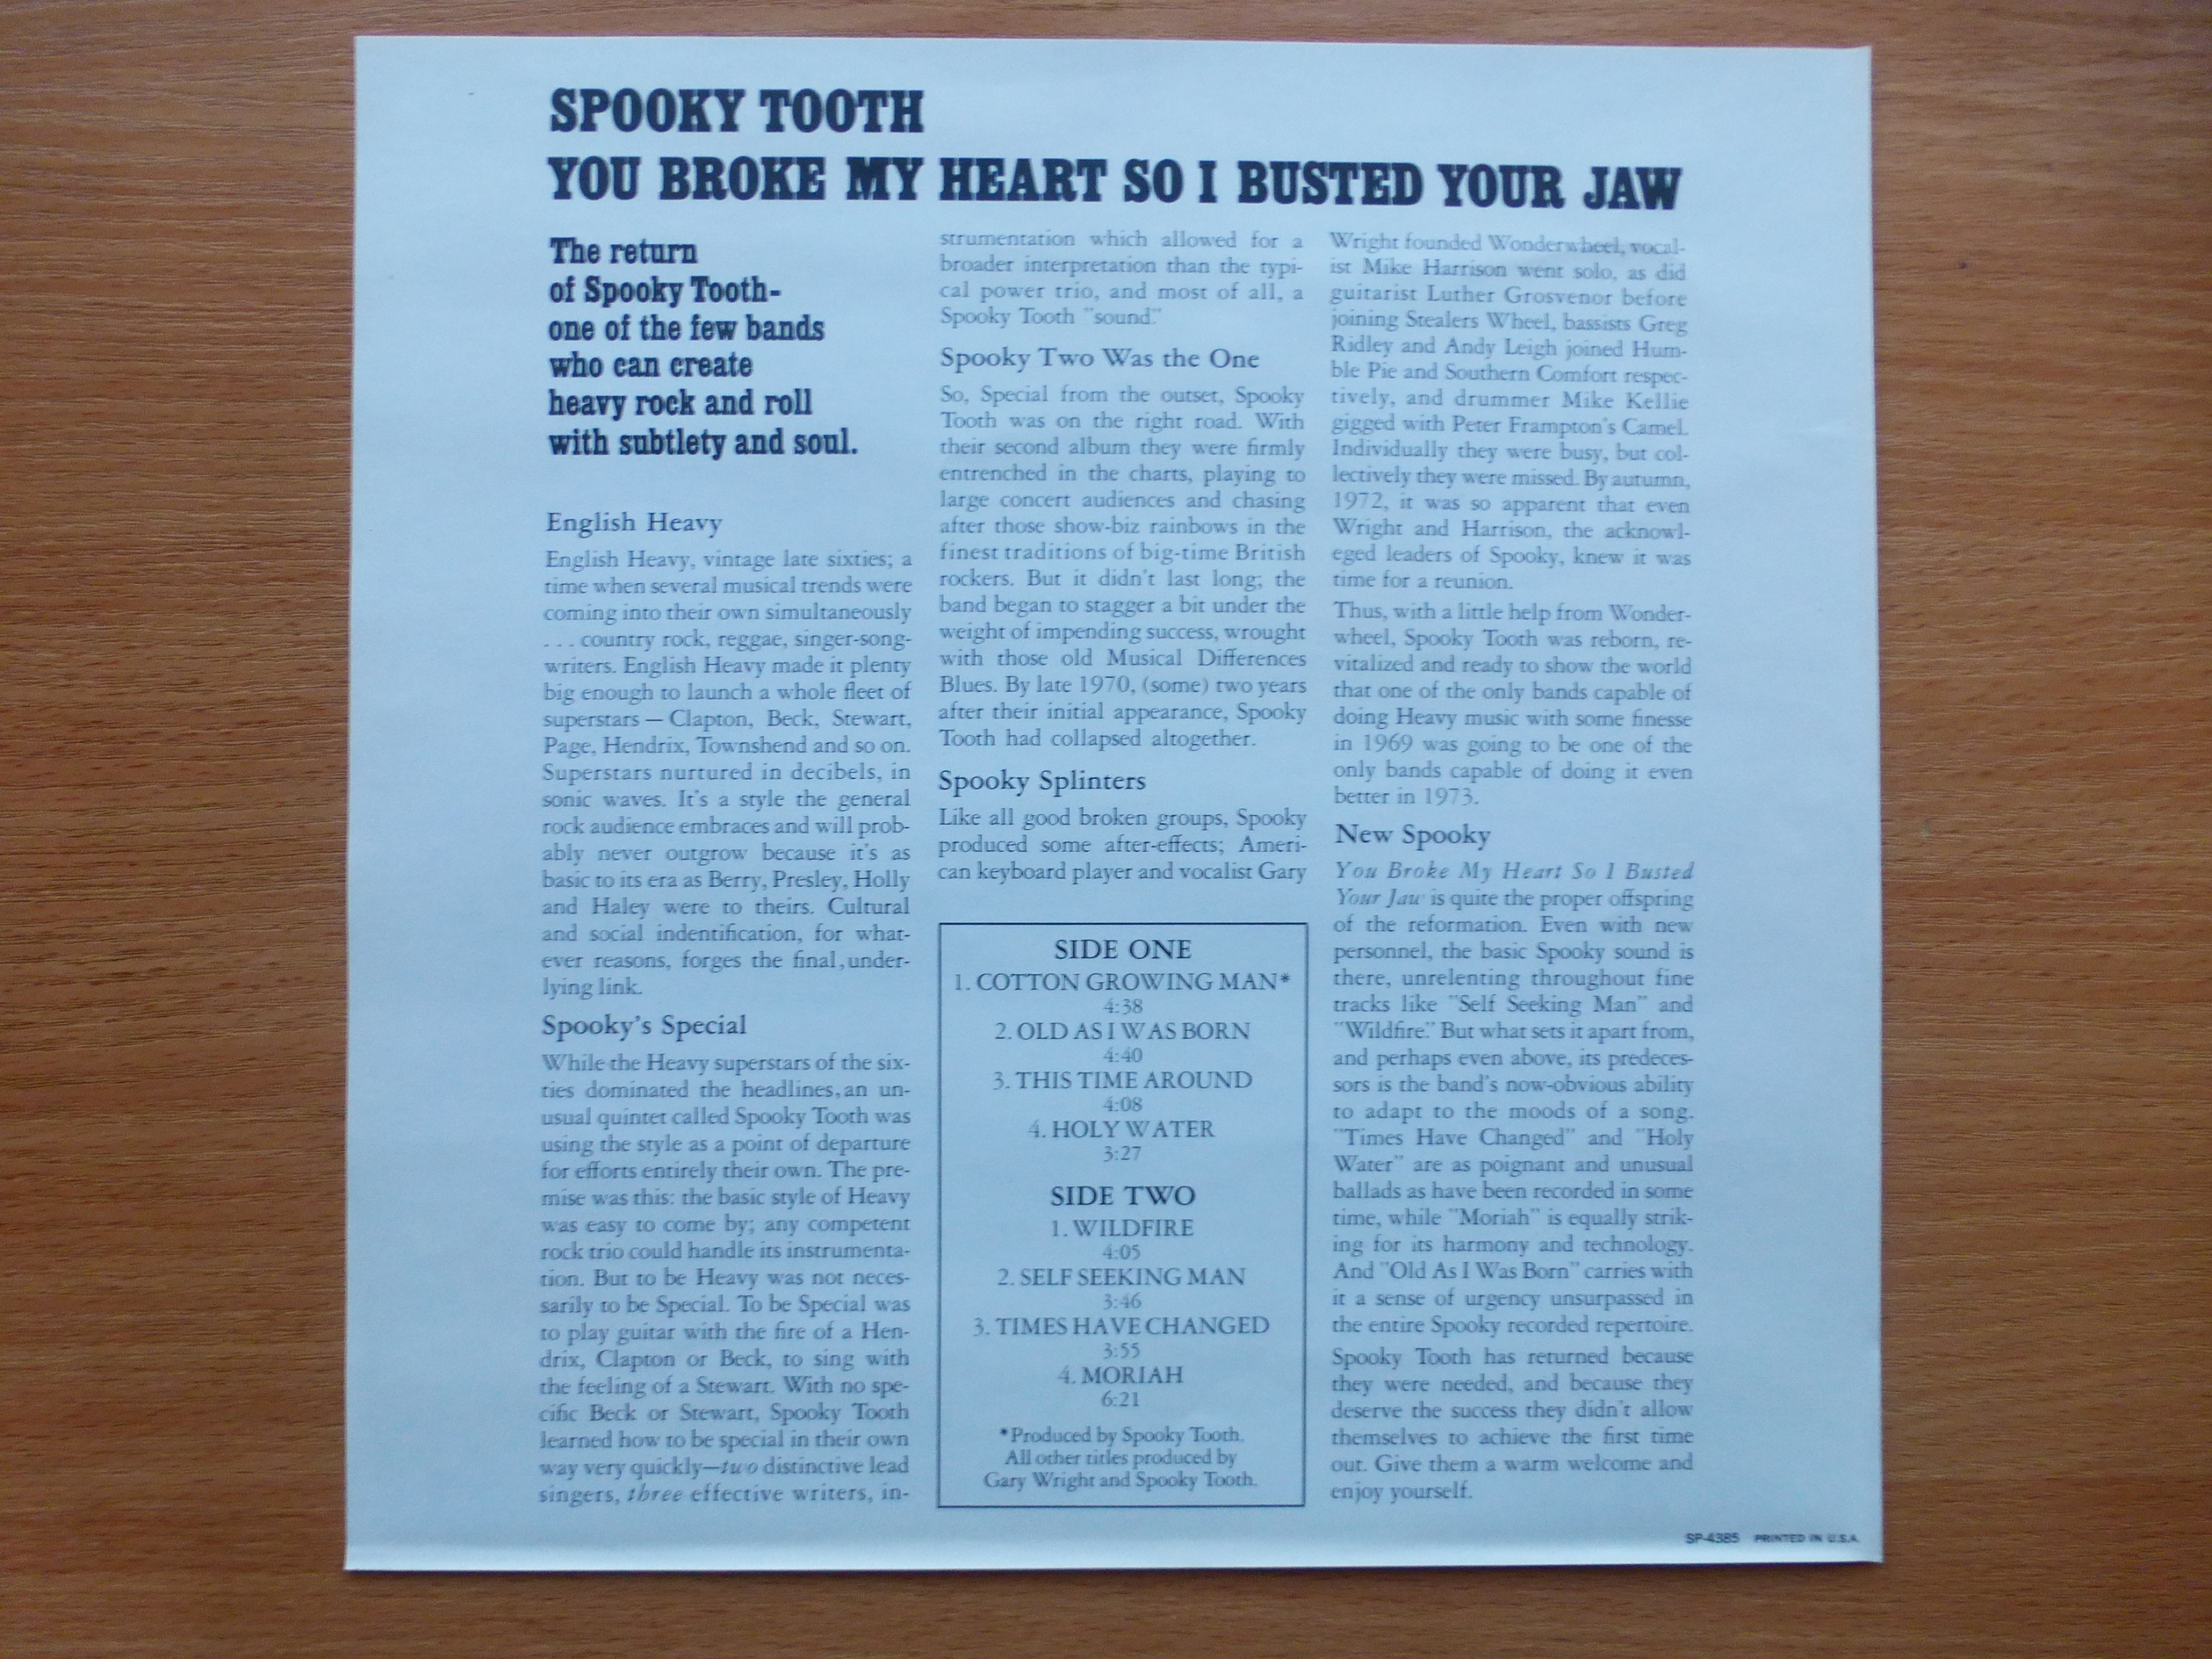 SPOOKY TOOTH
YOU BROKE MY HEART SO I BUSTED YOUR JAW
The return
of Spooky Tooth-
one of the few bands
who can create
heavy rock and roll
with subtlety and soul.
English Heavy
English Heavy, vintage late sixties; a
time when several musical trends were
coming into their own simultaneously
. . . country rock, reggae, singer-song-
writers. English Heavy made it plenty
big enough to launch a whole fleet of
superstars — Clapton, Beck, Stewart,
Page, Hendrix, Townshend and so on.
Superstars nurtured in decibels, in
sonic waves. It's a style the general
rock audience embraces and will prob-
ably never outgrow because it's as
basic to its era as Berry, Presley, Holly
and Haley were to theirs. Cultural
and social indentification, for what-
ever reasons, forges the final, under-
lying link.
Spooky's Special
While the Heavy superstars of the six-
ties dominated the headlines, an un-
usual quintet called Spooky Tooth was
using the style as a point of departure
for efforts entirely their own. The pre-
mise was this: the basic style of Heavy
was easy to come by; any competent
rock trio could handle its instrumenta-
tion. But to be Heavy was not neces-
sarily to be Special. To be Special was
to play guitar with the fire of a Hen-
drix, Clapton or Beck, to sing with
the feeling of a Stewart. With no spe-
cific Beck or Stewart, Spooky Tooth
learned how to be special in their own
way very quickly—two distinctive lead
singers, three effective writers, in-
strumentation which allowed for a
broader interpretation than the typi-
cal power trio, and most of all, a
Spooky Tooth "sound."
Spooky Two Was the One
So, Special from the outset, Spooky
Tooth was on the right road. With
their second album they were firmly
entrenched in the charts, playing to
large concert audiences and chasing
after those show-biz rainbows in the
finest traditions of big-time British
rockers. But it didn't last long; the
band began to stagger a bit under the
weight of impending success, wrought
with those old Musical Differences
Blues. By late 1970, (some) two years
after their initial appearance, Spooky
Tooth had collapsed altogether.
Spooky Splinters
Like all good broken groups, Spooky
produced some after-effects; Ameri-
can keyboard player and vocalist Gary
Wright founded Wonderwheel, vocal-
ist Mike Harrison went solo, as did
guitarist Luther Grosvenor before
joining Stealers Wheel, bassists Greg
Ridley and Andy Leigh joined Hum-
ble Pie and Southern Comfort respec-
tively, and drummer Mike Kellie
gigged with Peter Frampton's Camel.
Individually they were busy, but col-
lectively they were missed. By autumn,
1972, it was so apparent that even
Wright and Harrison, the acknowl-
eged leaders of Spooky, knew it was
time for a reunion.
Thus, with a little help from Wonder-
wheel, Spooky Tooth was reborn, re-
vitalized and ready to show the world
that one of the only bands capable of
doing Heavy music with some finesse
in 1969 was going to be one of the
only bands capable of doing it even
better in 1973.
New Spooky
You Broke My Heart So I Busted
Your Jaw is quite the proper offspring
of the reformation. Even with new
personnel, the basic Spooky sound is
there, unrelenting throughout fine
tracks like "Self Seeking Man" and
"Wildfire." But what sets it apart from,
and perhaps even above, its predeces-
sors is the band's now-obvious ability
to adapt to the moods of a song.
"Times Have Changed" and "Holy
Water" are as poignant and unusual
ballads as have been recorded in some
time, while "Moriah" is equally strik-
ing for its harmony and technology.
And "Old As I Was Born" carries with
it a sense of urgency unsurpassed in
the entire Spooky recorded repertoire.
Spooky Tooth has returned because
they were needed, and because they
deserve the success they didn't allow
themselves to achieve the first time
out. Give them a warm welcome and
enjoy yourself.
SIDE ONE
1. COTTON GROWING MAN*
4:38
2. OLD AS I WAS BORN
4:40
3. THIS TIME AROUND
4:08
4. HOLY WATER
3:27
SIDE TWO
1. WILDFIRE
4:05
2. SELF SEEKING MAN
3:46
3. TIMES HAVE CHANGED
3:55
4. MORIAH
6:21
*Produced by Spooky Tooth.
All other titles produced by
Gary Wright and Spooky Tooth.
SP-4385 PRINTED IN U.S.A.